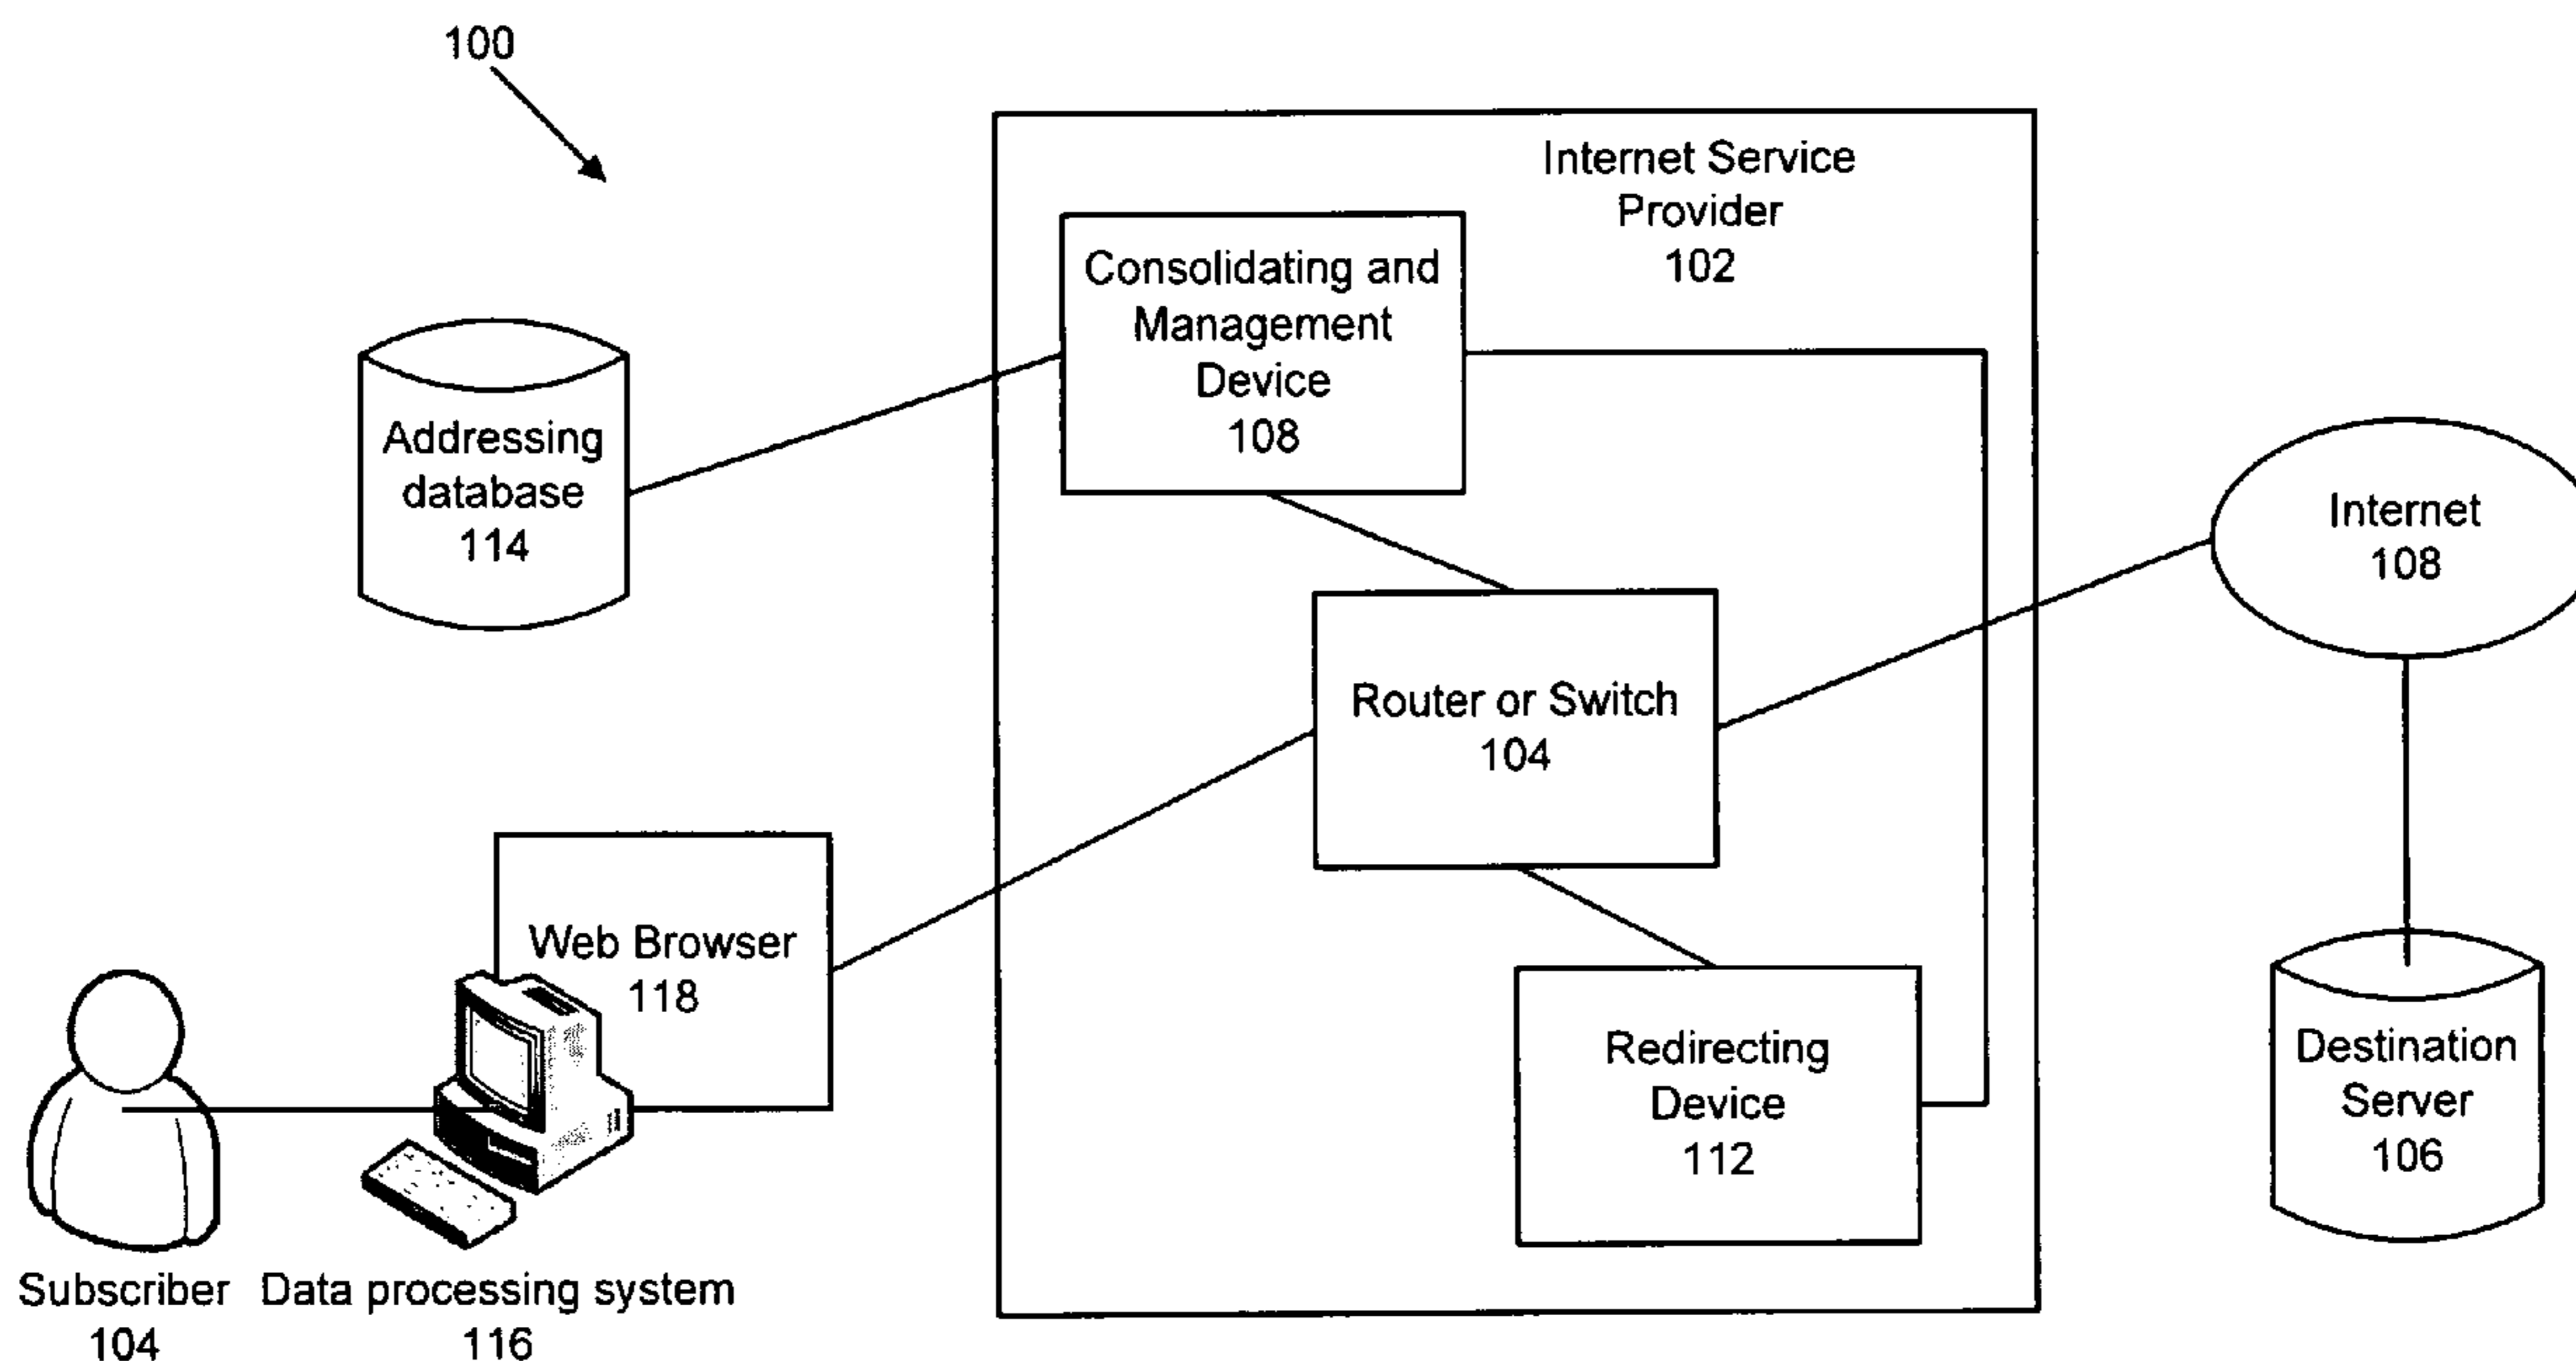 100
Internet Service
Provider
102
Consolidating and
Management
Device
108
Addressing
database
114
Internet
108
Router or Switch
104
Web Browser
118
Redirecting
Device
112
Destination
Server
106
Subscriber
104
Data processing system
116